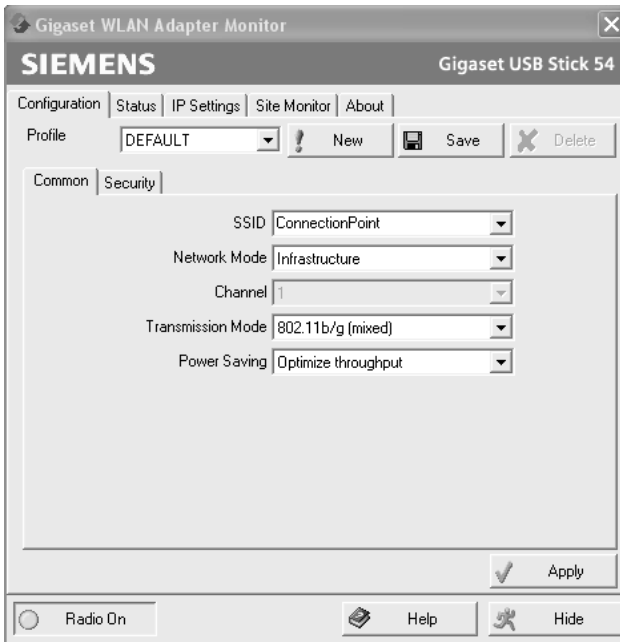 Gigaset WLAN Adapter Monitor
SIEMENS Gigaset USB Stick 54
Configuration Status IP Settings Site Monitor About
Profile DEFAULT New Save Delete
Common Security
SSID ConnectionPoint
Network Mode Infrastructure
Channel 1
Transmission Mode 802.11b/g (mixed)
Power Saving Optimize throughput
Apply
Radio On Help Hide